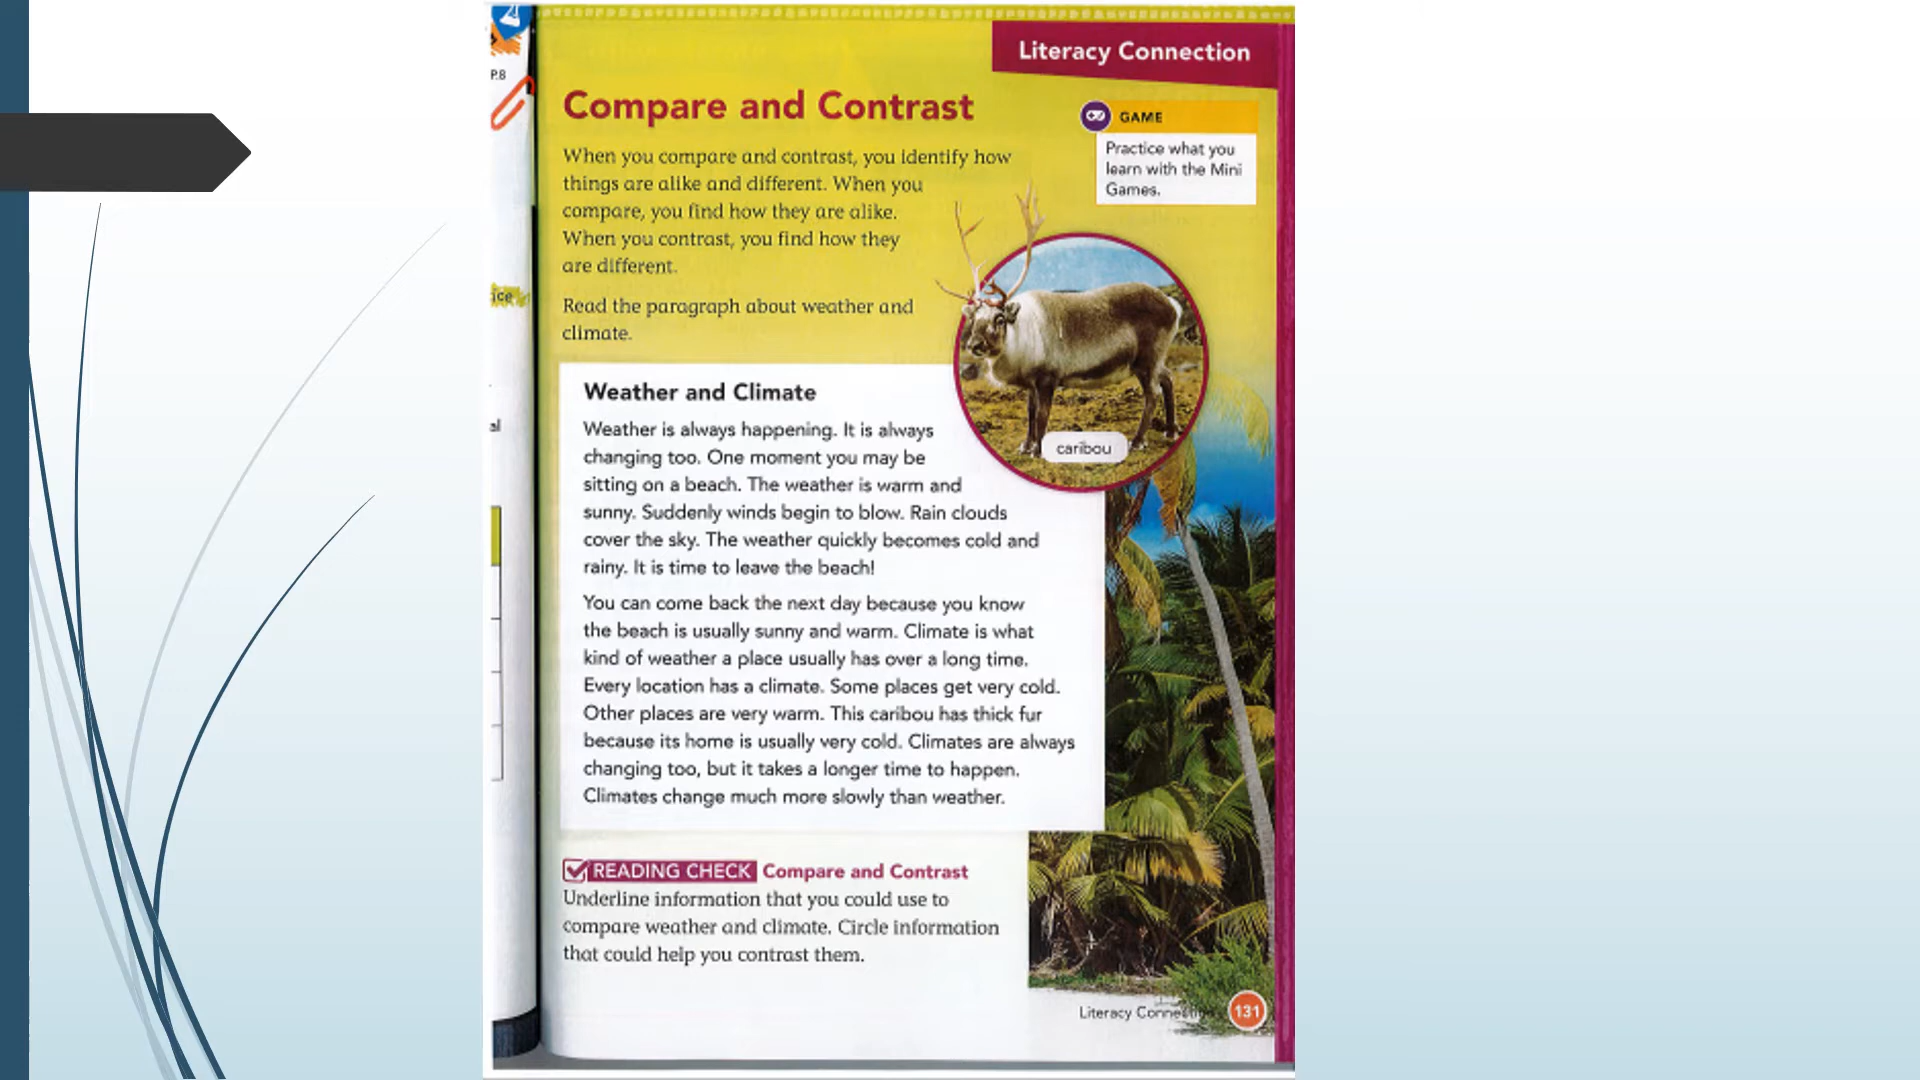 P.8
ice
al
Literacy Connection
Compare and Contrast
GAME
Practice what you
learn with the Mini
Games.
When you compare and contrast, you identify how
things are alike and different. When you
compare, you find how they are alike.
When you contrast, you find how they
are different.
Read the paragraph about weather and
climate.
caribou
Weather and Climate
Weather is always happening. It is always
changing too. One moment you may be
sitting on a beach. The weather is warm and
sunny. Suddenly winds begin to blow. Rain clouds
cover the sky. The weather quickly becomes cold and
rainy. It is time to leave the beach!
You can come back the next day because you know
the beach is usually sunny and warm. Climate is what
kind of weather a place usually has over a long time.
Every location has a climate. Some places get very cold.
Other places are very warm. This caribou has thick fur
because its home is usually very cold. Climates are always
changing too, but it takes a longer time to happen.
Climates change much more slowly than weather.
READING CHECK Compare and Contrast
Underline information that you could use to
compare weather and climate. Circle information
that could help you contrast them.
Literacy Connection 131